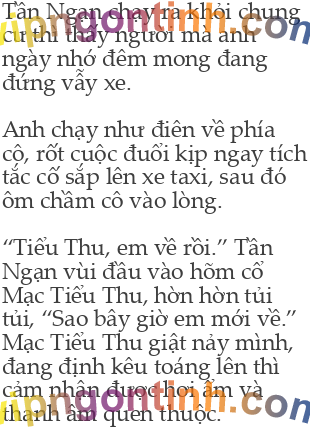 Tần Ngạn chạy ra khỏi chung
cư thì thấy người mà anh
ngày nhớ đêm mong đang
đứng vẫy xe.
Anh chạy như điên về phía
cô, rốt cuộc đuổi kịp ngay tích
tắc cố sắp lên xe taxi, sau đó
ôm chầm cô vào lòng.
“Tiểu Thu, em về rồi.” Tần
Ngạn vùi đầu vào hõm cổ
Mạc Tiểu Thu, hờn hờn tủi
tủi, “Sao bây giờ em mới về.”
Mạc Tiểu Thu giật nảy mình,
đang định kêu toáng lên thì
cảm nhận được hơi ấm và
thanh âm quen thuộc.
vipngontinh.com
vipngontinh.com